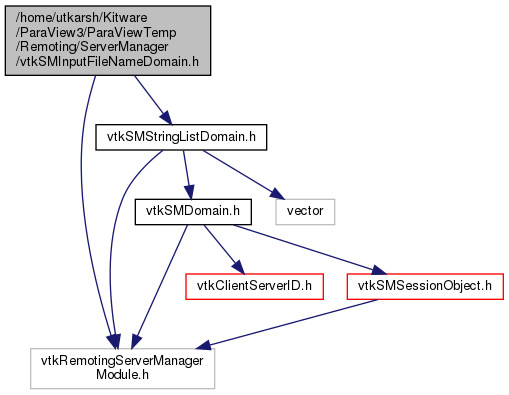 /home/utkarsh/Kitware
/ParaView3/ParaViewTemp
/Remoting/ServerManager
/vtkSMInputFileNameDomain.h
vtkSMStringListDomain.h
vtkSMDomain.h
vector
vtkClientServerID.h
vtkSMSessionObject.h
vtkRemotingServerManager
Module.h